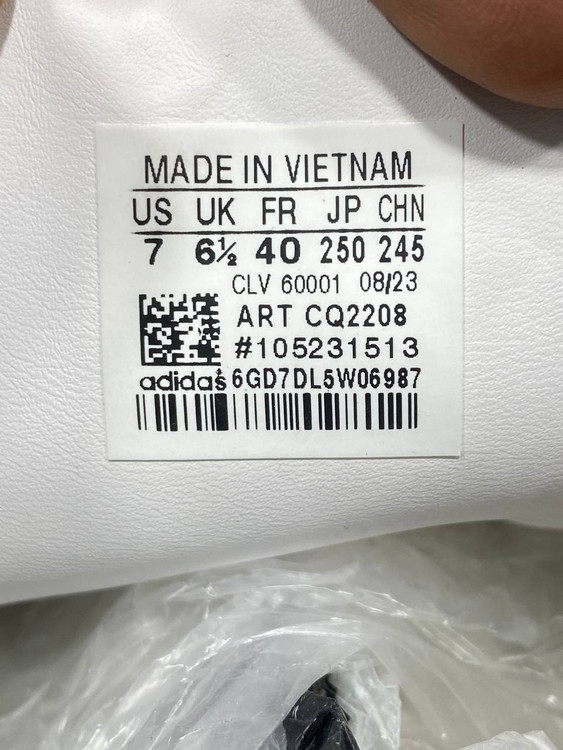 MADE IN VIETNAM
US UK FR JP CHN
7 6½ 40 250 245
CLV 60001 08/23
ART CQ2208
#105231513
adidas 6GD7DL5W06987